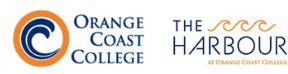 ORANGE
COAST
COLLEGE
THE
HARBOUR
AT ORANGE COAST COLLEGE